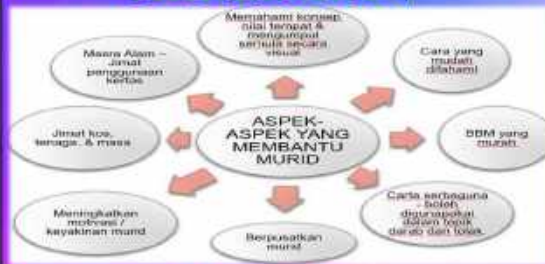 Memahami konsep
nilai tempat &
mengumpul
semula secara
visual
Mesra Alam –
Jimat
penggunaan
kertas
Cara yang
mudah
difahami
ASPEK-
ASPEK YANG
MEMBANTU
MURID
Jimat kos,
tenaga, & masa
BBM yang
murah
Meningkatkan
motivasi /
keyakinan murid
Berpusatkan
murid
Carta serbaguna
- boleh
digunapakai
dalam topik
darab dan tolak